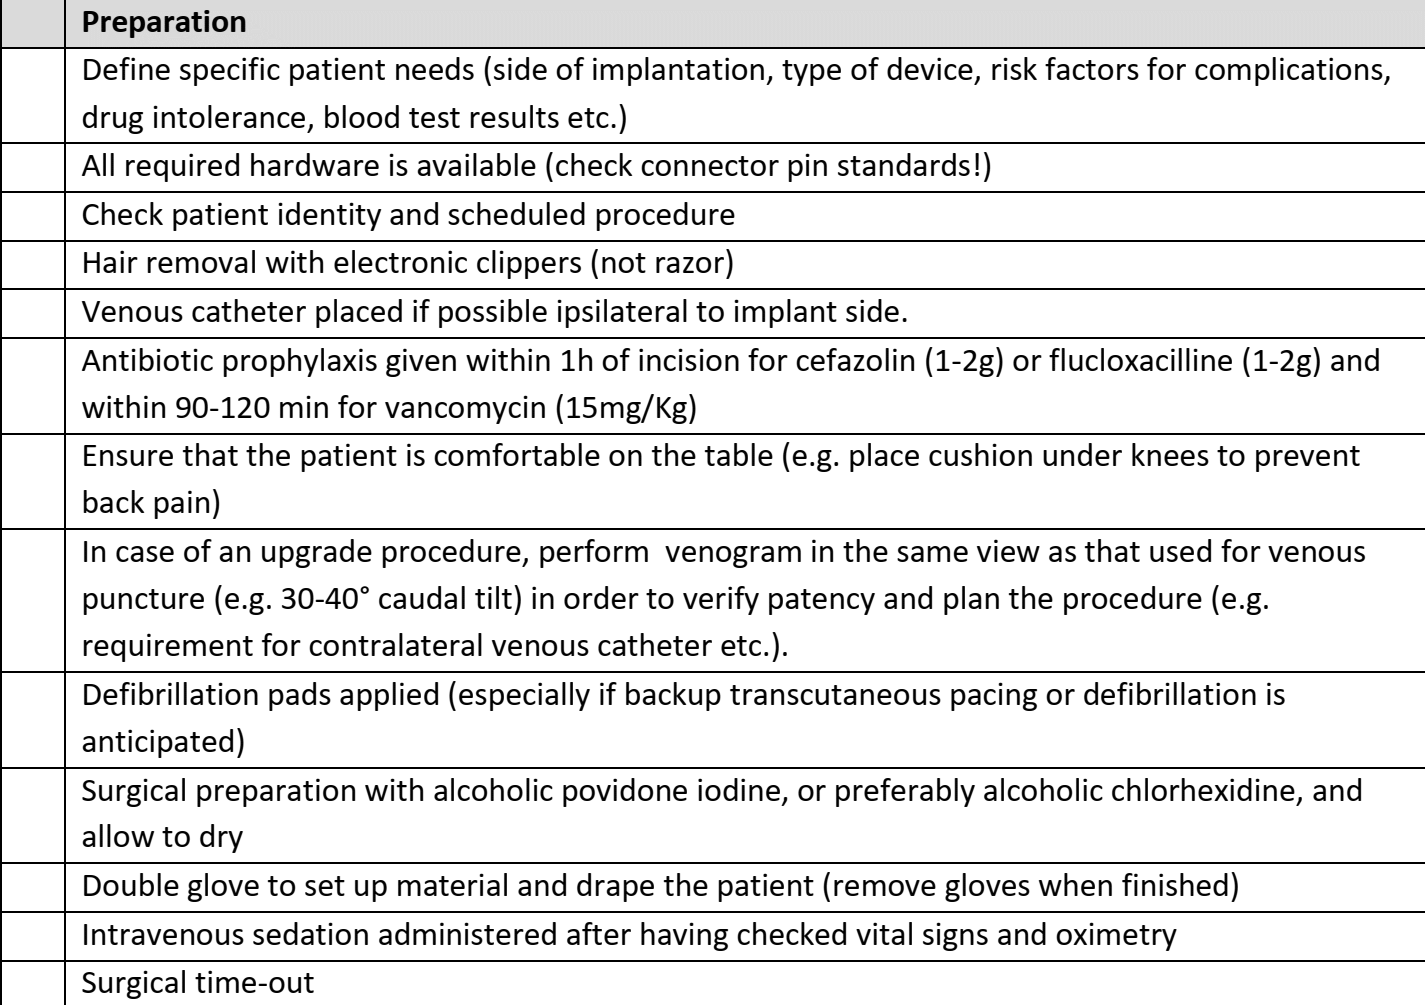 Preparation
Define specific patient needs (side of implantation, type of device, risk factors for complications,
drug intolerance, blood test results etc.)
All required hardware is available (check connector pin standards!)
Check patient identity and scheduled procedure
Hair removal with electronic clippers (not razor)
Venous catheter placed if possible ipsilateral to implant side.
Antibiotic prophylaxis given within 1h of incision for cefazolin (1-2g) or flucloxacilline (1-2g) and
within 90-120 min for vancomycin (15mg/Kg)
Ensure that the patient is comfortable on the table (e.g. place cushion under knees to prevent
back pain)
In case of an upgrade procedure, perform  venogram in the same view as that used for venous
puncture (e.g. 30-40° caudal tilt) in order to verify patency and plan the procedure (e.g.
requirement for contralateral venous catheter etc.).
Defibrillation pads applied (especially if backup transcutaneous pacing or defibrillation is
anticipated)
Surgical preparation with alcoholic povidone iodine, or preferably alcoholic chlorhexidine, and
allow to dry
Double glove to set up material and drape the patient (remove gloves when finished)
Intravenous sedation administered after having checked vital signs and oximetry
Surgical time-out